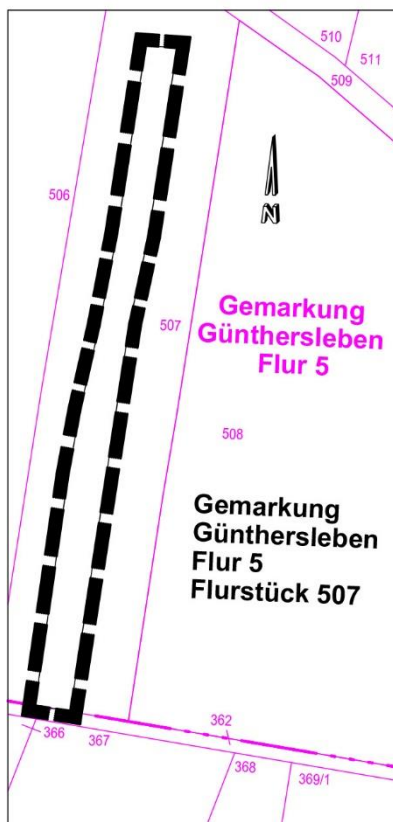 510
511
509
506
N
Gemarkung
Günthersleben
Flur 5
507
508
Gemarkung
Günthersleben
Flur 5
Flurstück 507
362
366
367
368
369/1